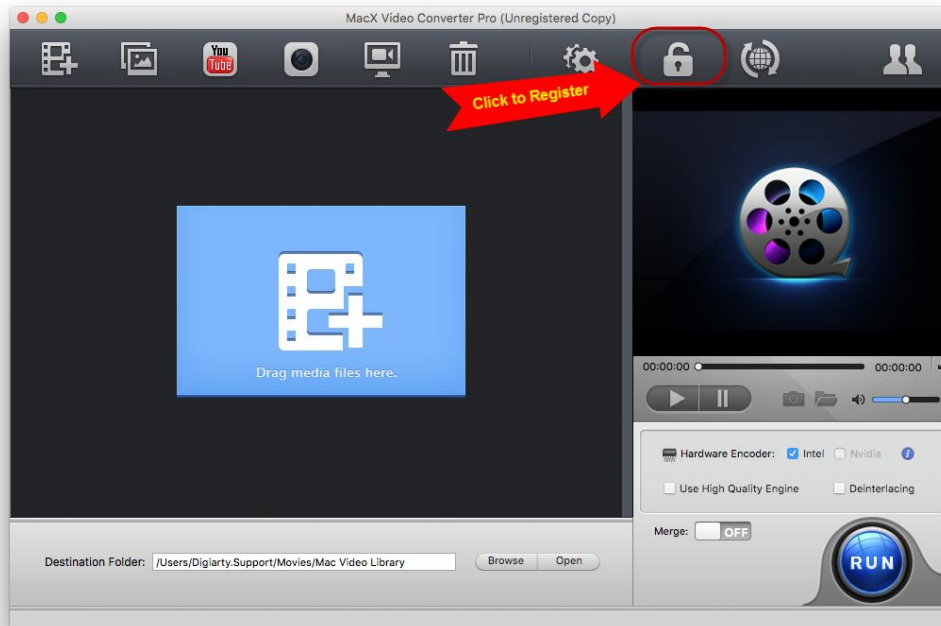 MacX Video Converter Pro (Unregistered Copy)
You
Tube
Click to Register
Drag media files here.
00:00:00
00:00:00
Hardware Encoder:
Intel
Nvidia
i
Use High Quality Engine
Deinterlacing
Merge:
OFF
Destination Folder:
/Users/Digiarty.Support/Movies/Mac Video Library
Browse
Open
RUN